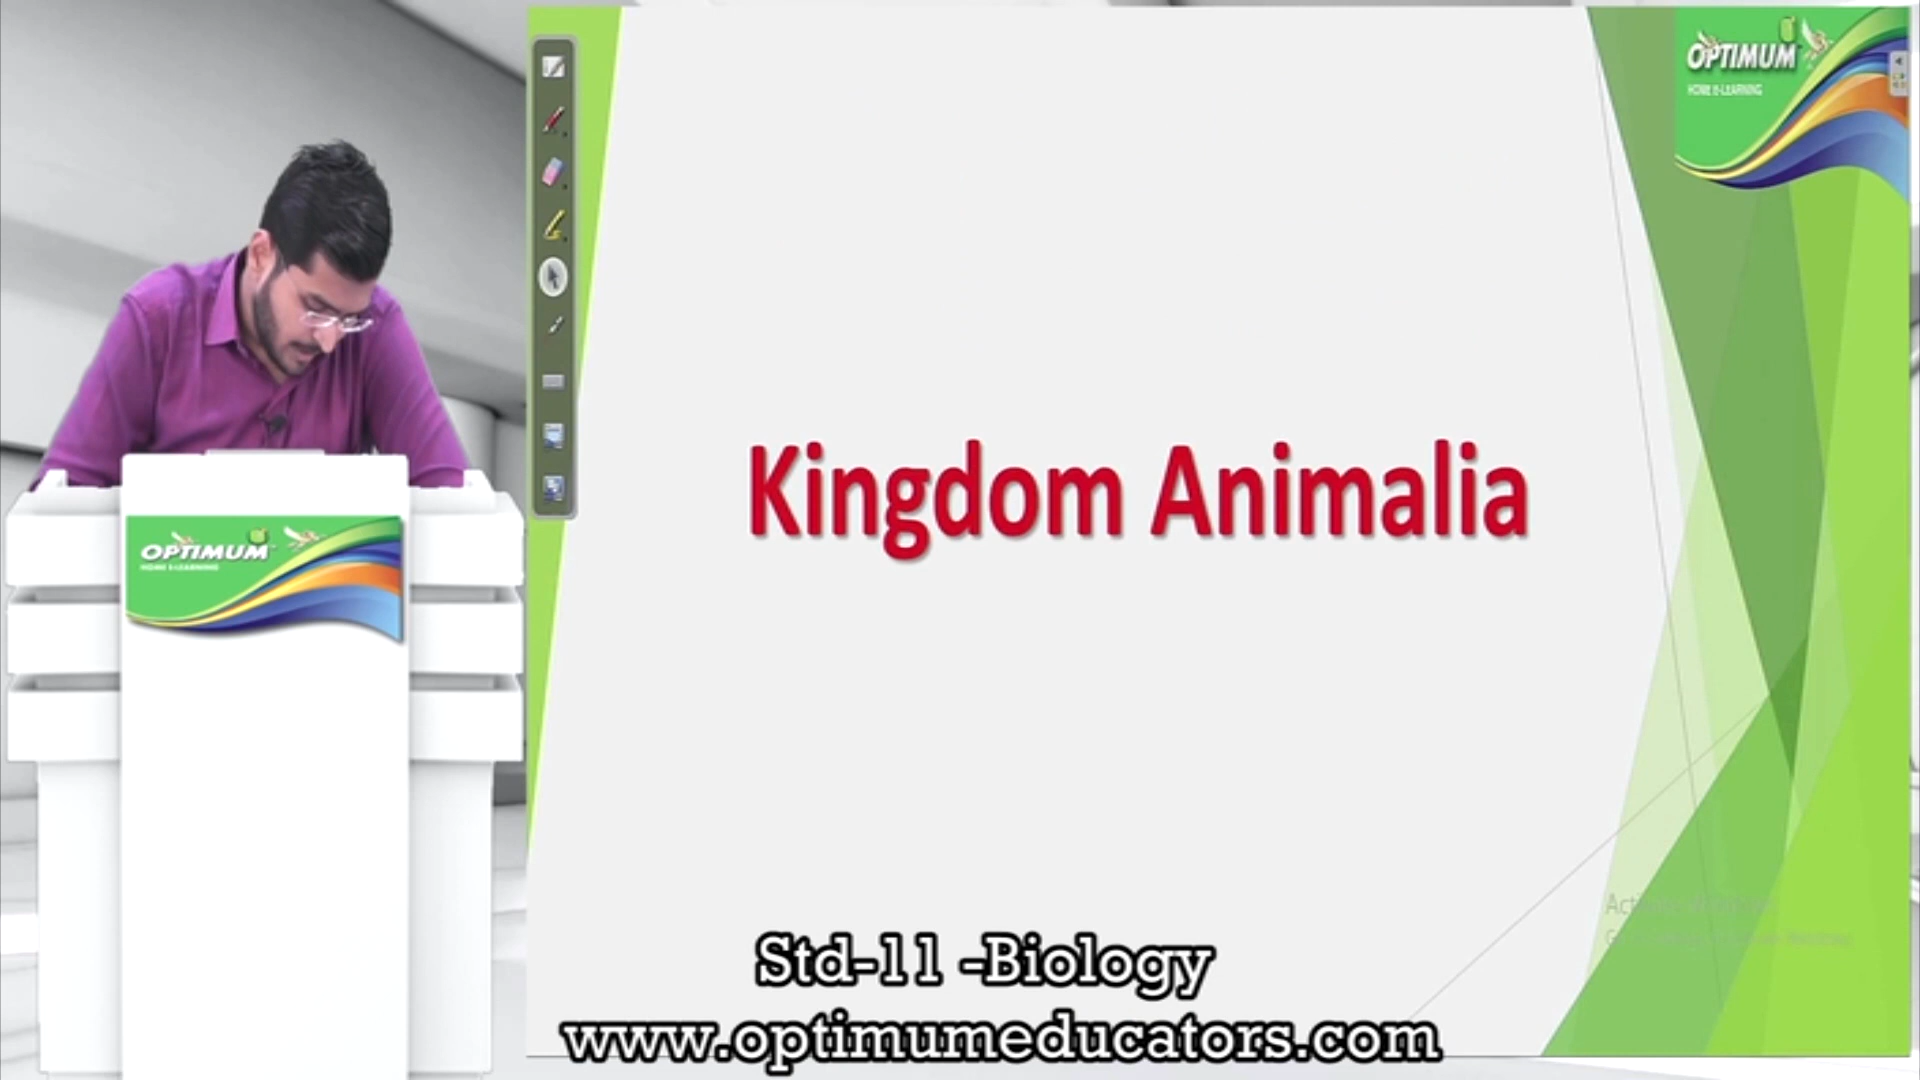 OPTIMUM
HOME E-LEARNING
Kingdom Animalia
OPTIMUM
HOME E-LEARNING
Std-11 -Biology
www.optimumeducators.com